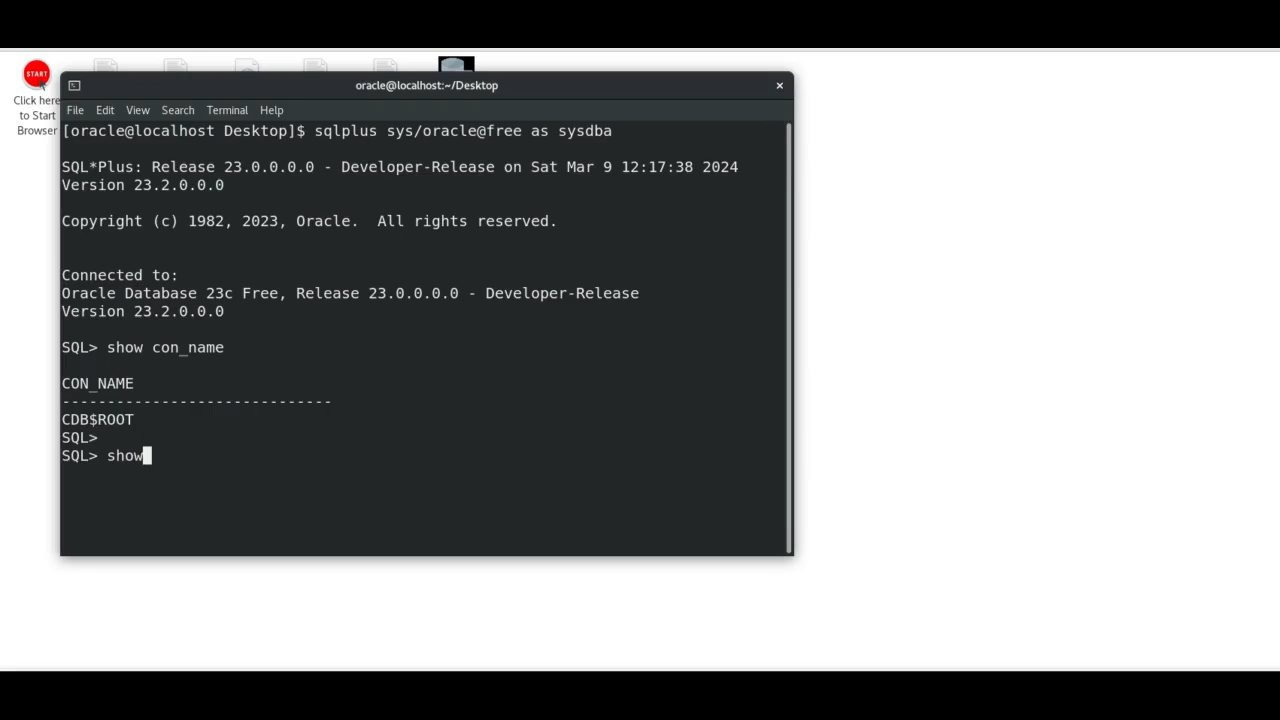 START
Click here
to Start
Browser
oracle@localhost:~/Desktop
File Edit View Search Terminal Help
[oracle@localhost Desktop]$ sqlplus sys/oracle@free as sysdba
SQL*Plus: Release 23.0.0.0.0 - Developer-Release on Sat Mar 9 12:17:38 2024
Version 23.2.0.0.0
Copyright (c) 1982, 2023, Oracle.  All rights reserved.
Connected to:
Oracle Database 23c Free, Release 23.0.0.0.0 - Developer-Release
Version 23.2.0.0.0
SQL> show con_name
CON_NAME
------------------------------
CDB$ROOT
SQL>
SQL> show